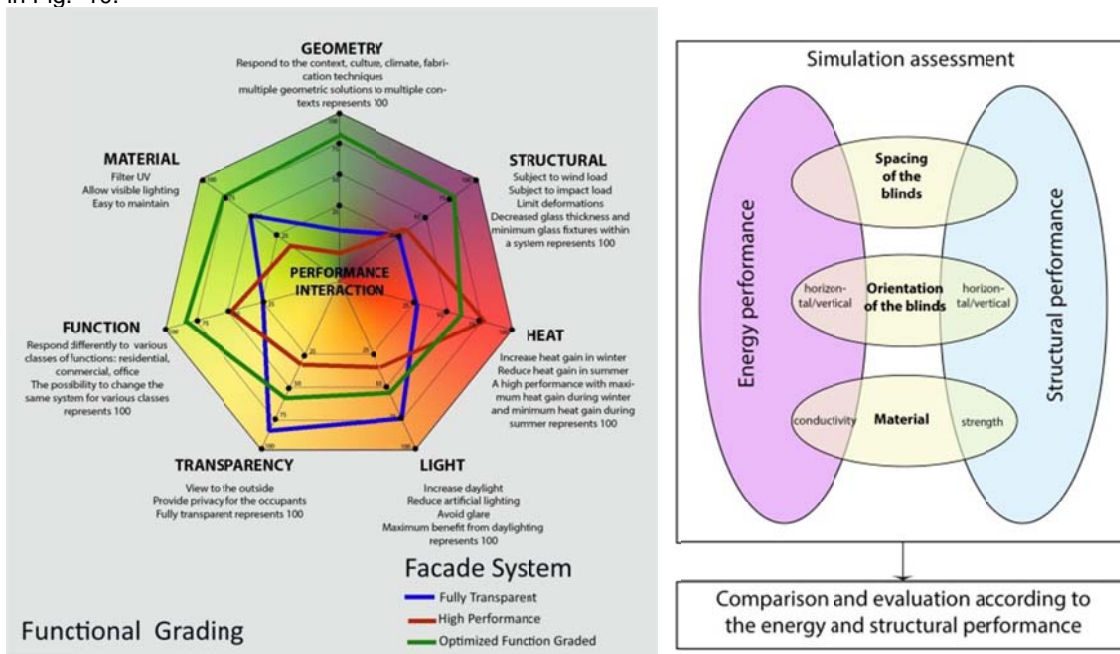 in Fig. 10.
GEOMETRY
Respond to the context, culture, climate, fabri-
cation techniques
multiple geometric solutions to multiple con-
texts represents 100
MATERIAL
Filter UV
Allow visible lighting
Easy to maintain
STRUCTURAL
Subject to wind load
Subject to impact load
Limit deformations
Decreased glass thickness and
minimum glass fixtures within
a system represents 100
PERFORMANCE
INTERACTION
FUNCTION
Respond differently to various
classes of functions: residential,
commercial, office
The possibility to change the
same system for various classes
represents 100
HEAT
Increase heat gain in winter
Reduce heat gain in summer
A high performance with maxi-
mum heat gain during winter
and minimum heat gain during
summer represents 100
TRANSPARENCY
View to the outside
Provide privacy for the occupants
Fully transparent represents 100
LIGHT
Increase daylight
Reduce artificial lighting
Avoid glare
Maximum benefit from daylighting
represents 100
Facade System
Fully Transparent
High Performance
Optimized Function Graded
Functional Grading
Simulation assessment
Energy performance
Structural performance
Spacing
of the
blinds
horizon-
tal/vertical
Orientation
of the blinds
horizon-
tal/vertical
conductivity
Material
strength
Comparison and evaluation according to
the energy and structural performance